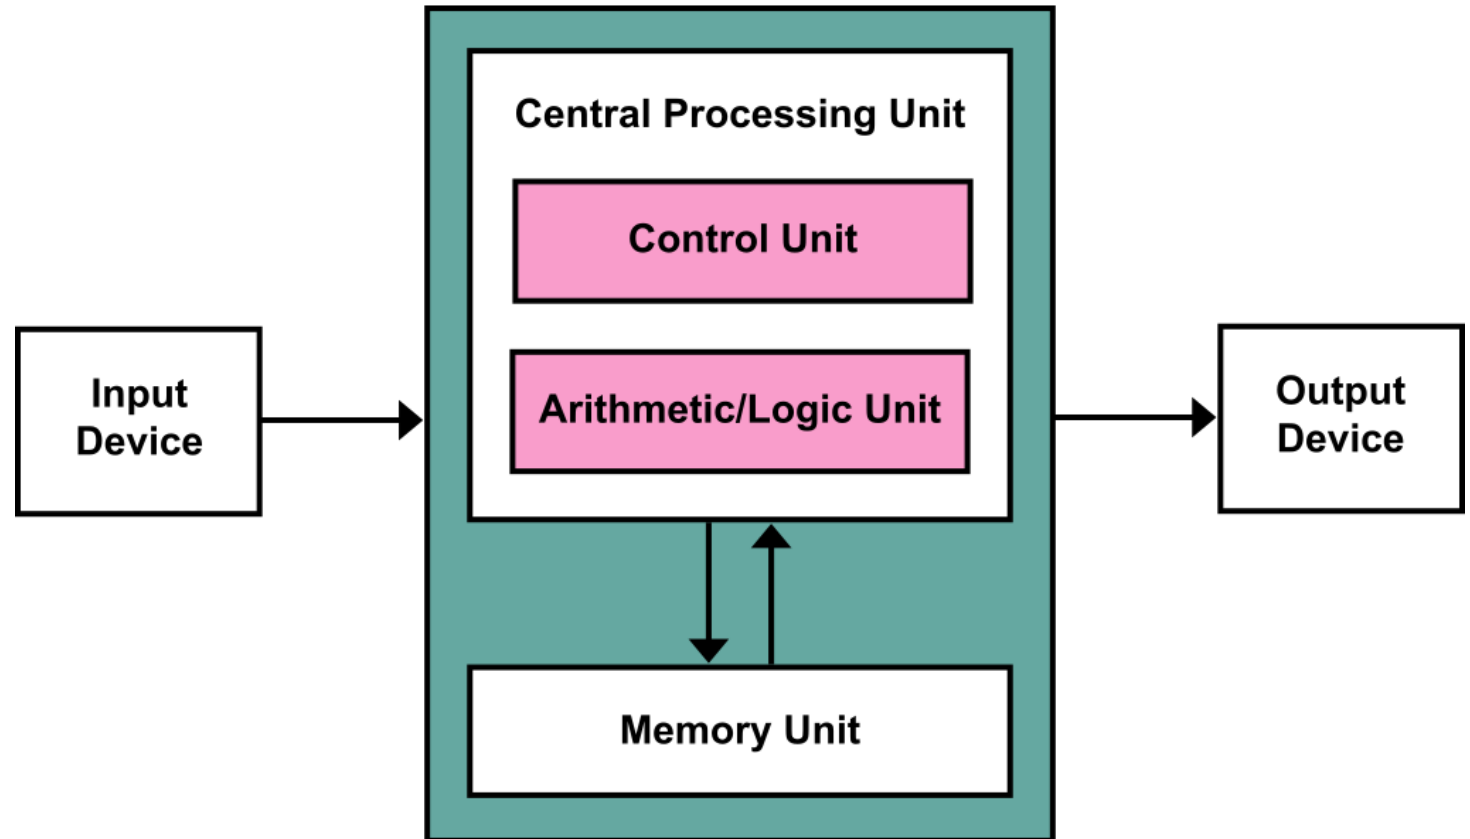 Central Processing Unit
Control Unit
Arithmetic/Logic Unit
Input
Device
Output
Device
Memory Unit